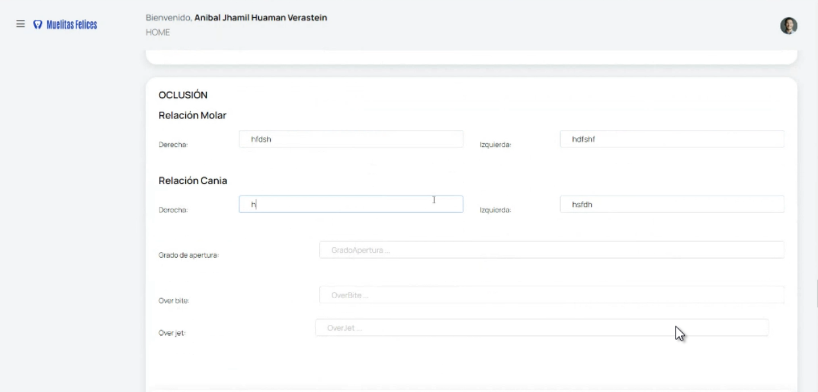 Bienvenido, Anibal Jhamil Huaman Verastein
Muelitas Felices
HOME
OCLUSIÓN
Relación Molar
Derecha: hfdsh Izquierda: hdfshf
Relación Cania
Derecha: h Izquierda: hsfdh
Grado de apertura: GradoApertura...
Over bite: OverBite...
Over jet: OverJet...